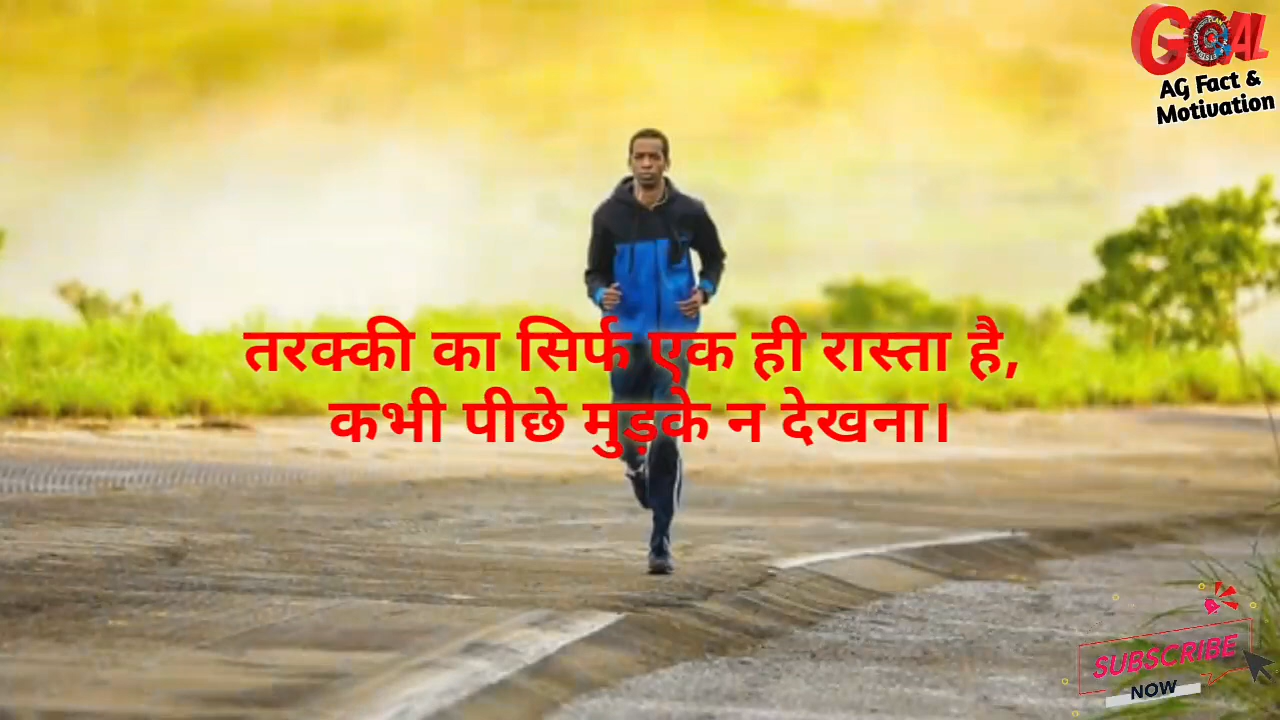 GOAL
AG Fact &
Motivation
तरक्की का सिर्फ एक ही रास्ता है,
कभी पीछे मुड़के न देखना।
SUBSCRIBE
NOW